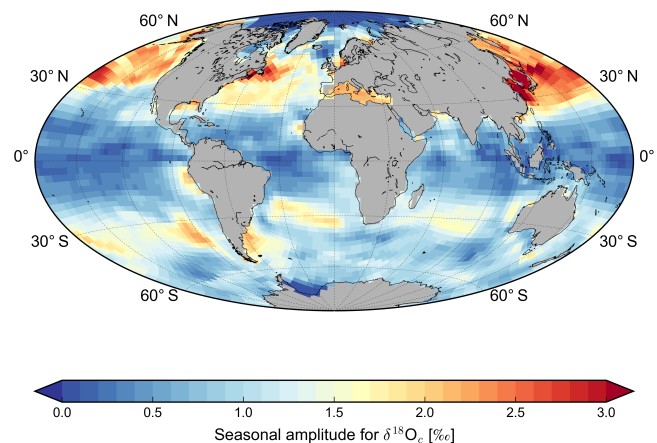 60° N 60° N
30° N 30° N
0° 0°
30° S 30° S
60° S 60° S
0.0 0.5 1.0 1.5 2.0 2.5 3.0
Seasonal amplitude for δ¹⁸O_c [‰]